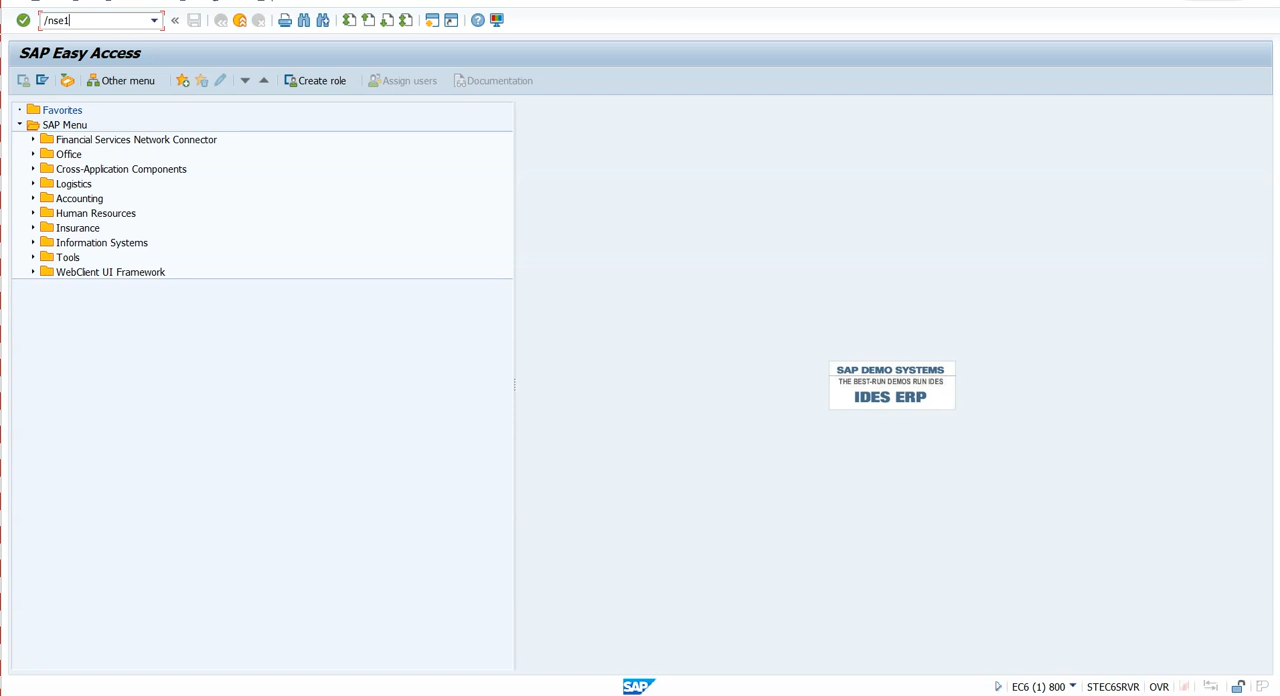 /nse1
SAP Easy Access
Other menu
Create role
Assign users
Documentation
Favorites
SAP Menu
Financial Services Network Connector
Office
Cross-Application Components
Logistics
Accounting
Human Resources
Insurance
Information Systems
Tools
WebClient UI Framework
SAP DEMO SYSTEMS
THE BEST-RUN DEMOS RUN IDES
IDES ERP
SAP
EC6 (1) 800
STEC6SRVR
OVR